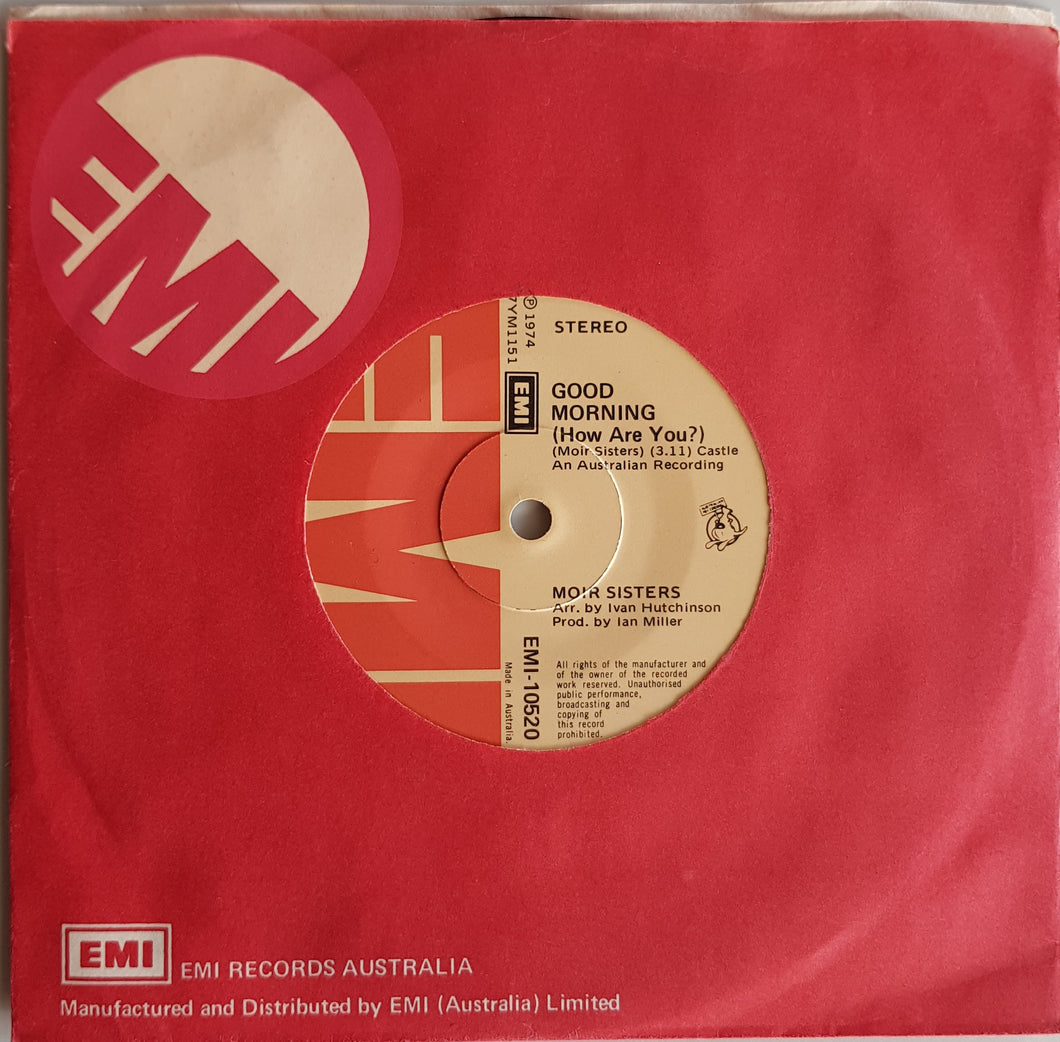 EMI
℗ 1974
7YM1151
EMI
STEREO
GOOD
MORNING
(How Are You?)
(Moir Sisters) (3.11) Castle
An Australian Recording
MOIR SISTERS
Arr. by Ivan Hutchinson
Prod. by Ian Miller
EMI-10520
Made in Australia.
All rights of the manufacturer and
of the owner of the recorded
work reserved. Unauthorised
public performance,
broadcasting and
copying of
this record
prohibited.
EMI
EMI RECORDS AUSTRALIA
Manufactured and Distributed by EMI (Australia) Limited